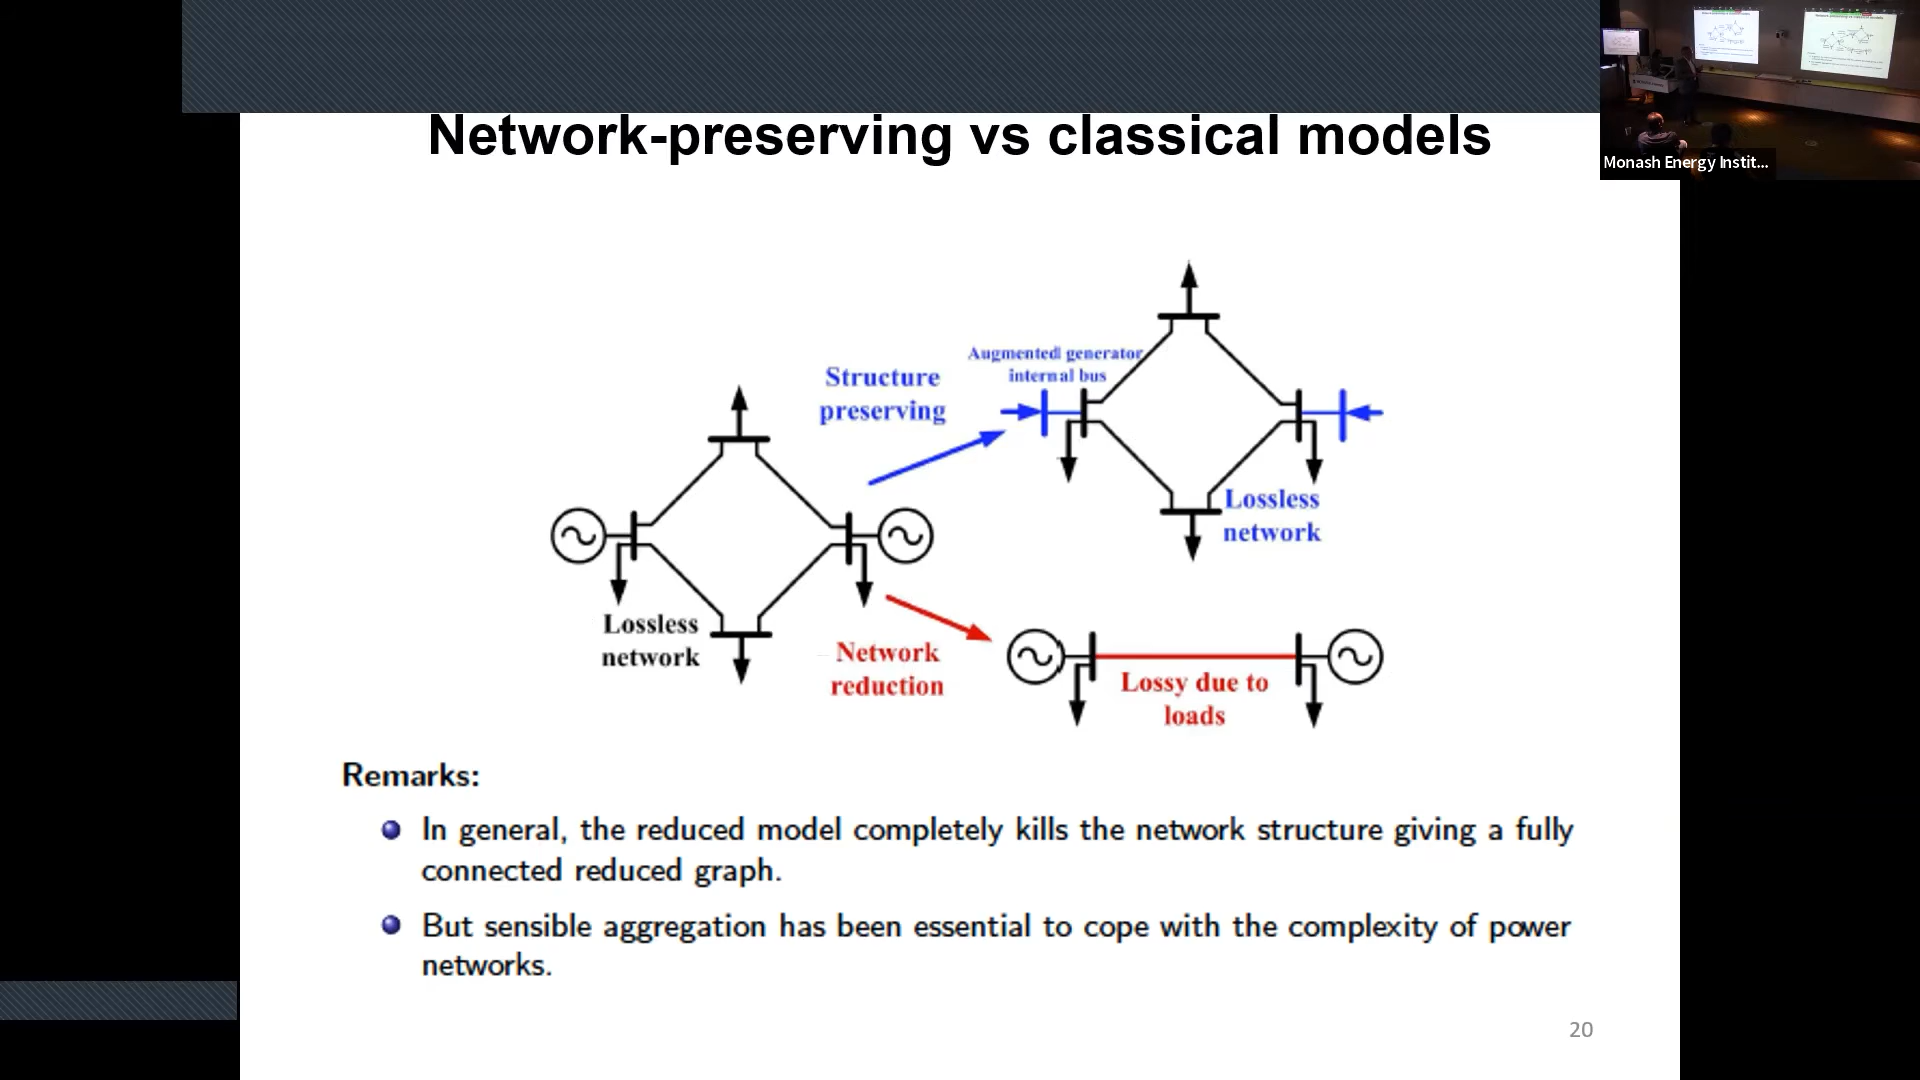 Network-preserving vs classical models
Monash Energy Instit...
Augmented generator
internal bus
Structure
preserving
Lossless
network
Lossless
network
Network
reduction
Lossy due to
loads
Remarks:
In general, the reduced model completely kills the network structure giving a fully
connected reduced graph.
But sensible aggregation has been essential to cope with the complexity of power
networks.
20